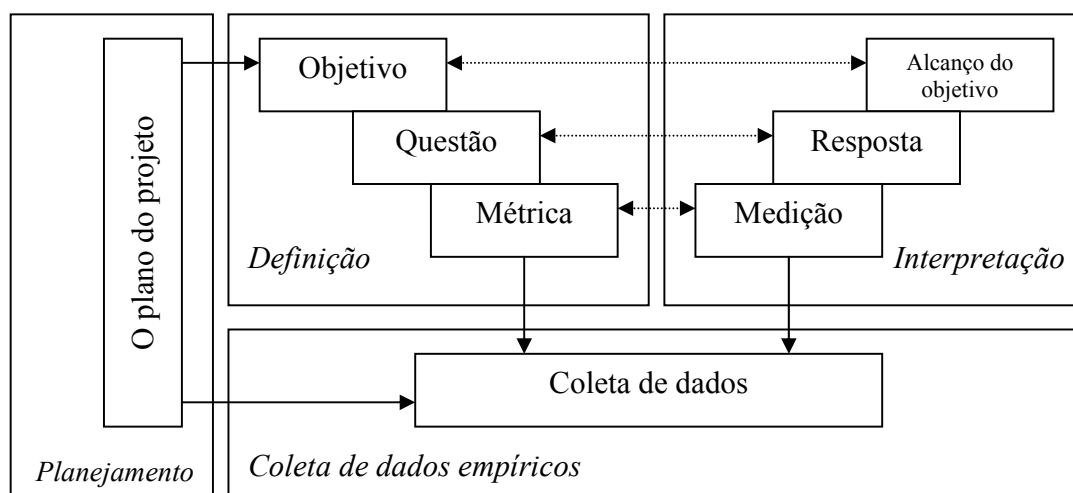 O plano do projeto
Planejamento
Objetivo
Questão
Métrica
Definição
Alcanço do
objetivo
Resposta
Medição
Interpretação
Coleta de dados
Coleta de dados empíricos